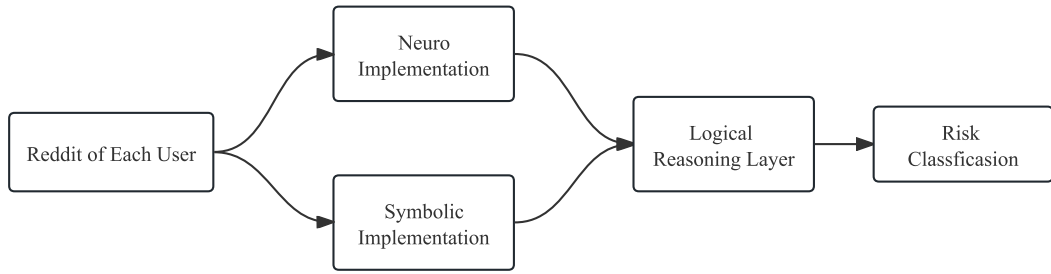 Neuro
Implementation
Reddit of Each User
Logical
Reasoning Layer
Risk
Classficasion
Symbolic
Implementation